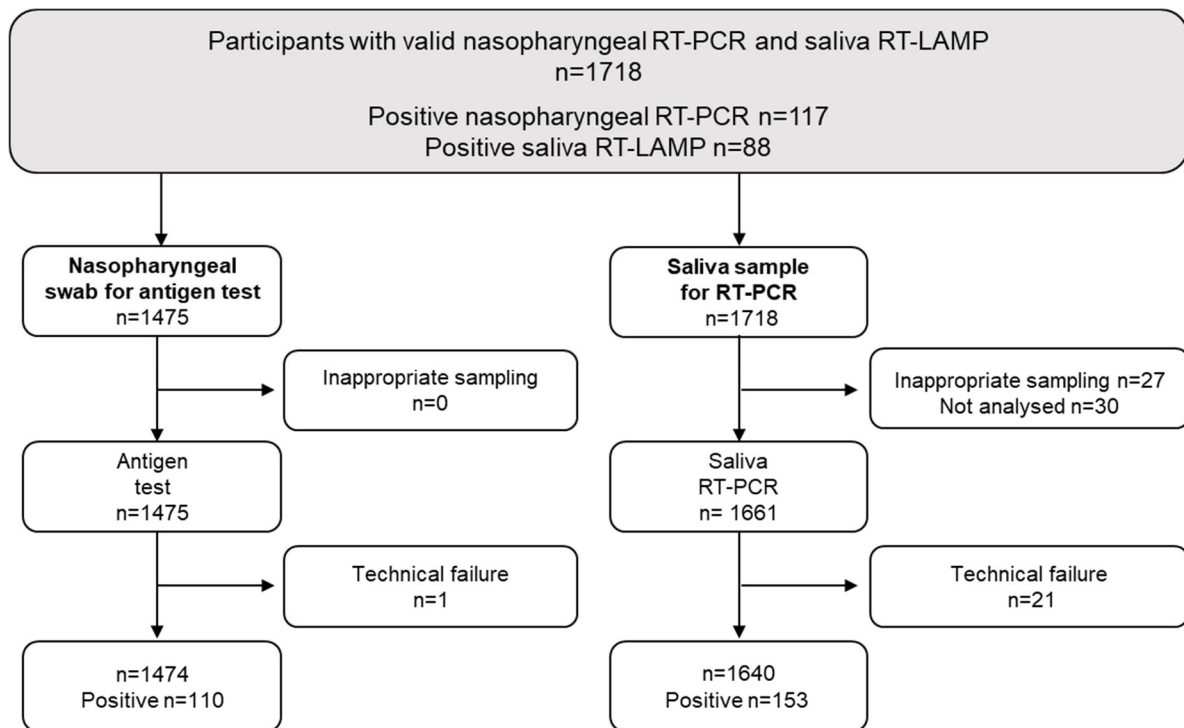 Participants with valid nasopharyngeal RT-PCR and saliva RT-LAMP
n=1718
Positive nasopharyngeal RT-PCR n=117
Positive saliva RT-LAMP n=88
Nasopharyngeal
swab for antigen test
n=1475
Inappropriate sampling
n=0
Antigen
test
n=1475
Technical failure
n=1
n=1474
Positive n=110
Saliva sample
for RT-PCR
n=1718
Inappropriate sampling n=27
Not analysed n=30
Saliva
RT-PCR
n= 1661
Technical failure
n=21
n=1640
Positive n=153